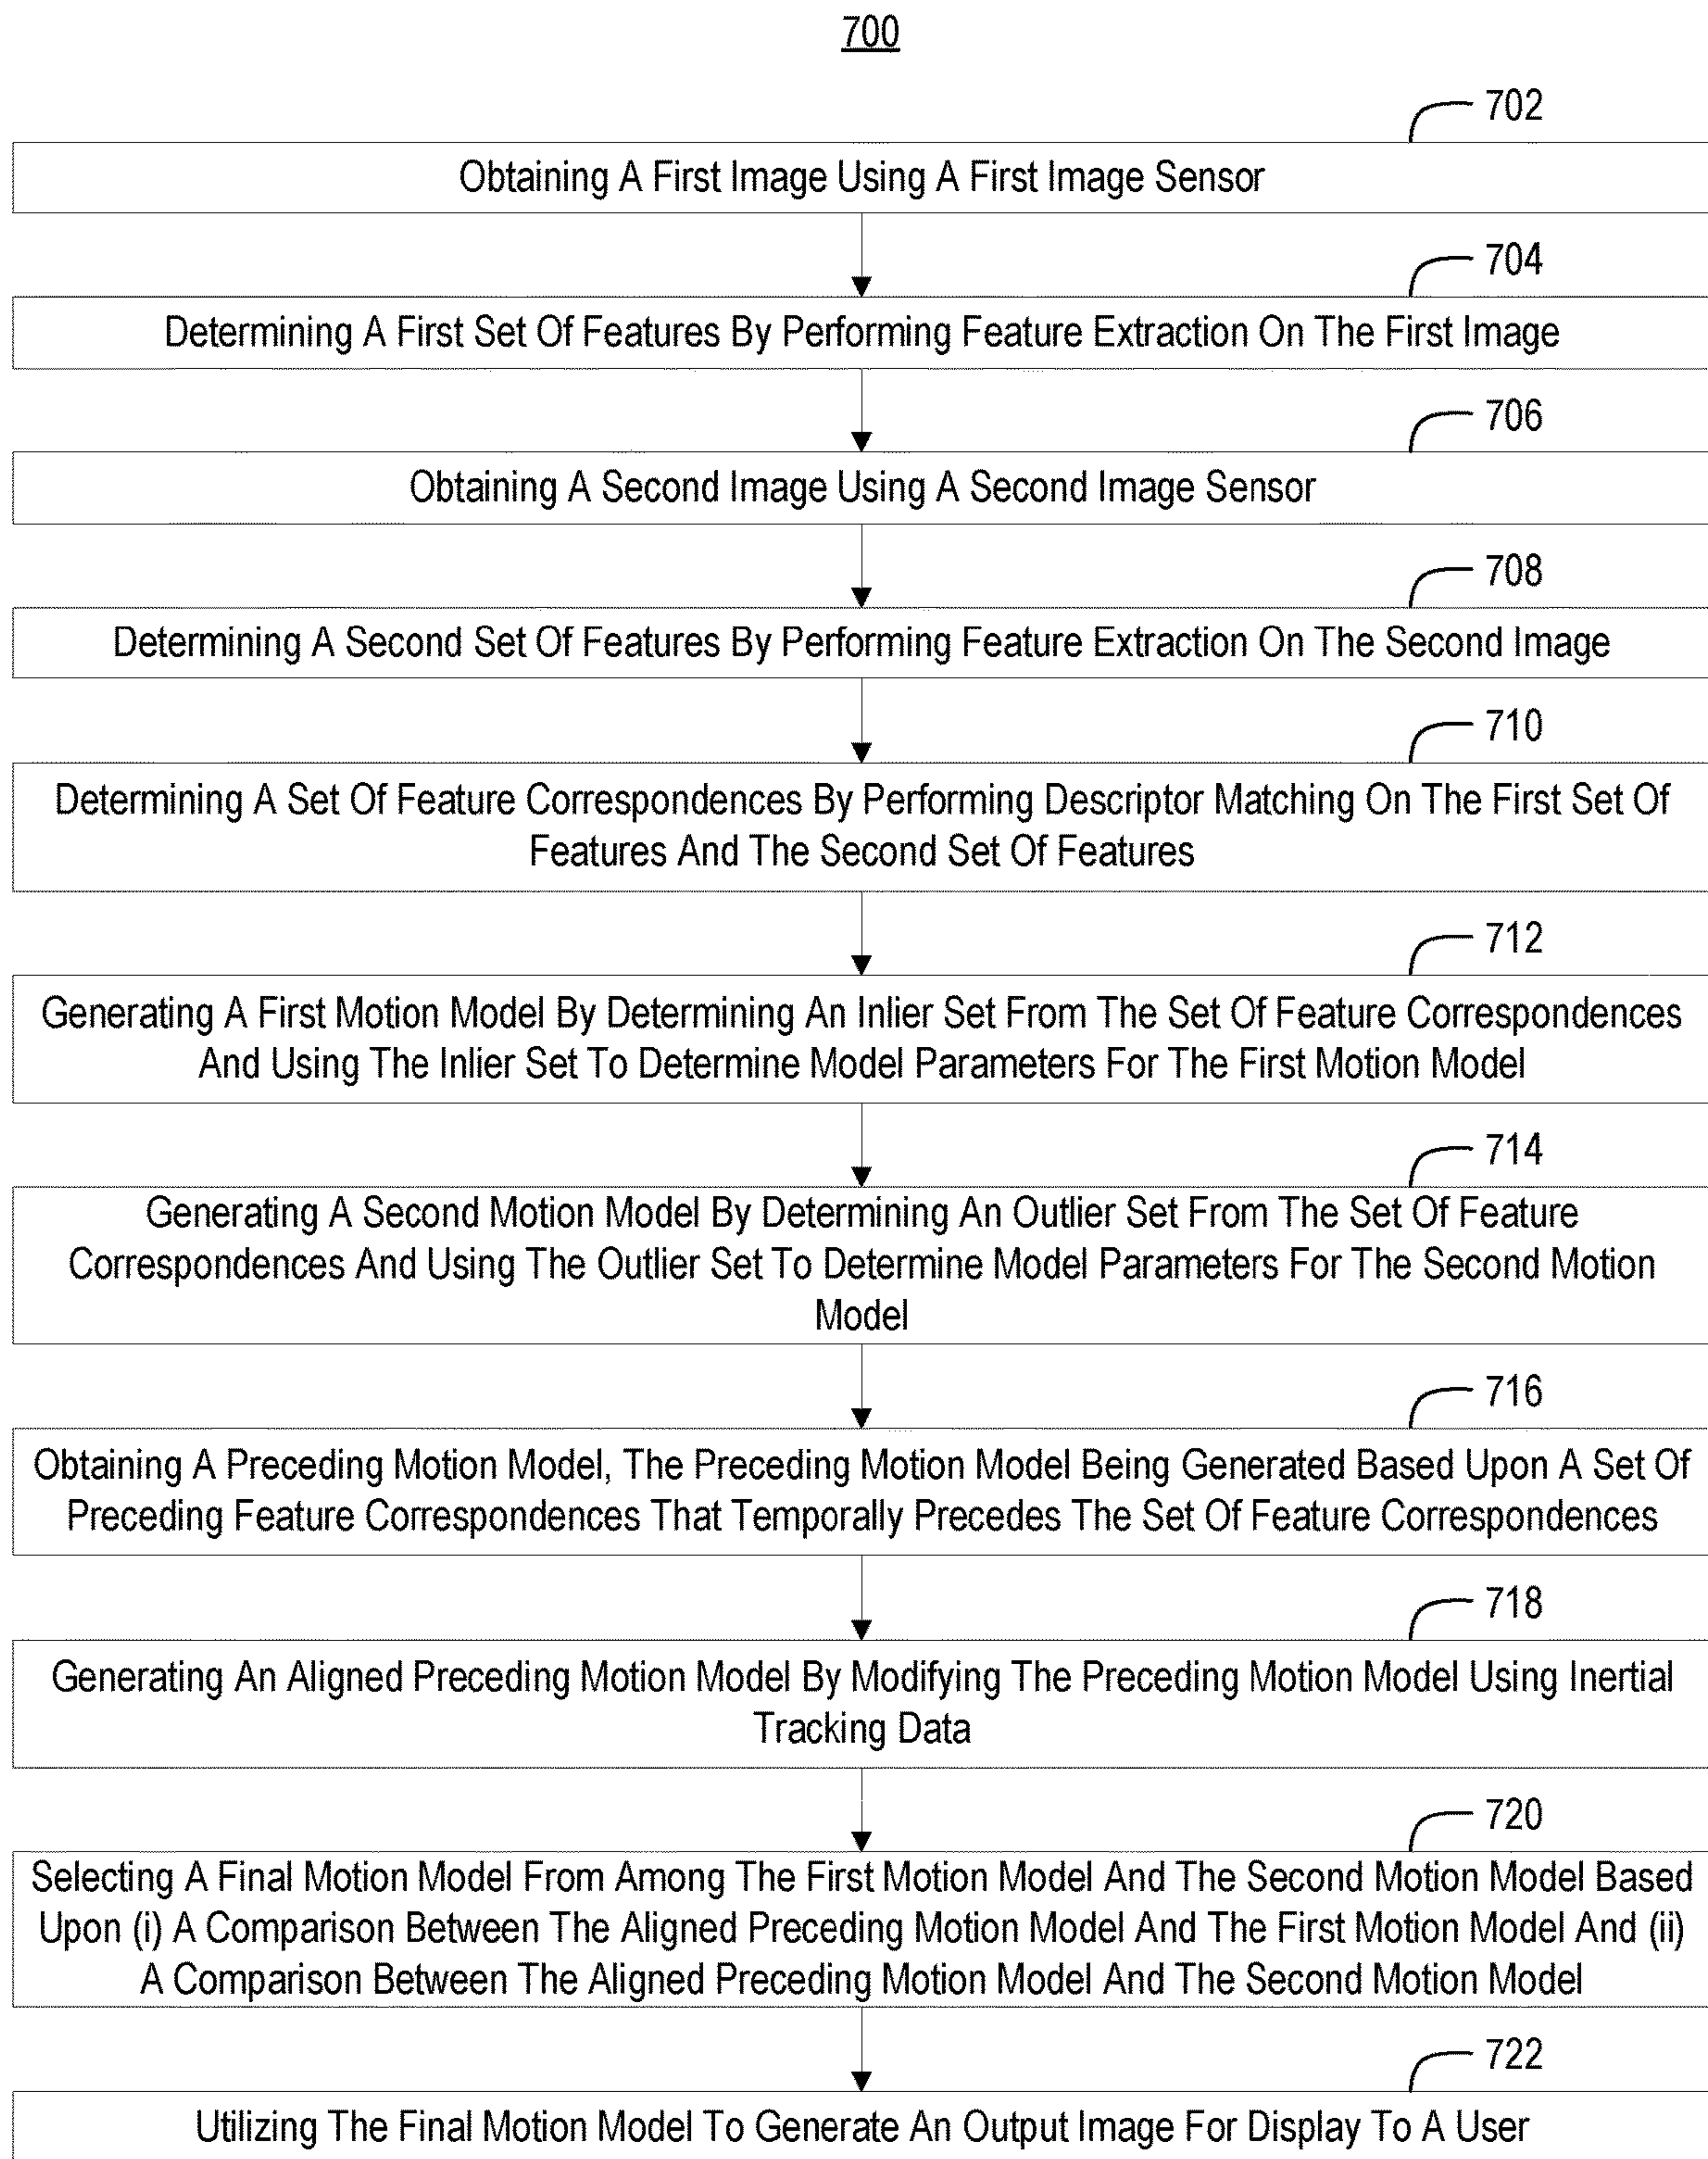 700
702
Obtaining A First Image Using A First Image Sensor
704
Determining A First Set Of Features By Performing Feature Extraction On The First Image
706
Obtaining A Second Image Using A Second Image Sensor
708
Determining A Second Set Of Features By Performing Feature Extraction On The Second Image
710
Determining A Set Of Feature Correspondences By Performing Descriptor Matching On The First Set Of
Features And The Second Set Of Features
712
Generating A First Motion Model By Determining An Inlier Set From The Set Of Feature Correspondences
And Using The Inlier Set To Determine Model Parameters For The First Motion Model
714
Generating A Second Motion Model By Determining An Outlier Set From The Set Of Feature
Correspondences And Using The Outlier Set To Determine Model Parameters For The Second Motion
Model
716
Obtaining A Preceding Motion Model, The Preceding Motion Model Being Generated Based Upon A Set Of
Preceding Feature Correspondences That Temporally Precedes The Set Of Feature Correspondences
718
Generating An Aligned Preceding Motion Model By Modifying The Preceding Motion Model Using Inertial
Tracking Data
720
Selecting A Final Motion Model From Among The First Motion Model And The Second Motion Model Based
Upon (i) A Comparison Between The Aligned Preceding Motion Model And The First Motion Model And (ii)
A Comparison Between The Aligned Preceding Motion Model And The Second Motion Model
722
Utilizing The Final Motion Model To Generate An Output Image For Display To A User